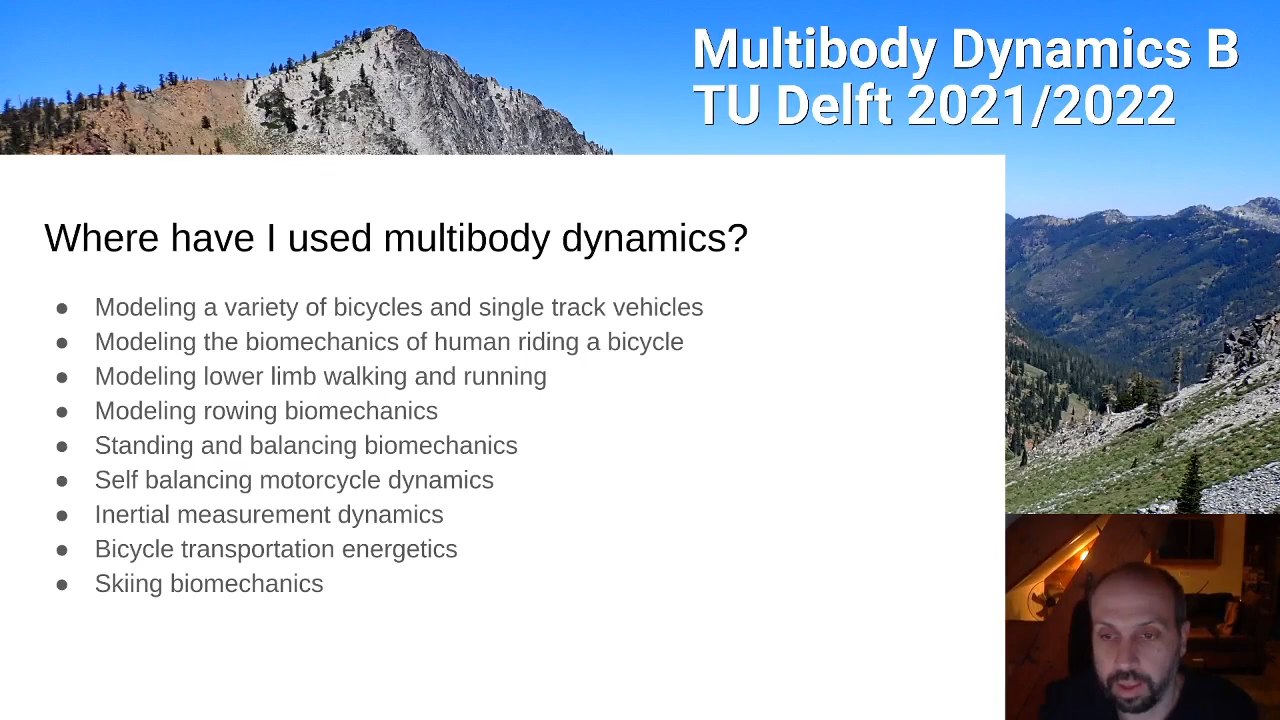 Multibody Dynamics B
TU Delft 2021/2022
Where have I used multibody dynamics?
● Modeling a variety of bicycles and single track vehicles
● Modeling the biomechanics of human riding a bicycle
● Modeling lower limb walking and running
● Modeling rowing biomechanics
● Standing and balancing biomechanics
● Self balancing motorcycle dynamics
● Inertial measurement dynamics
● Bicycle transportation energetics
● Skiing biomechanics